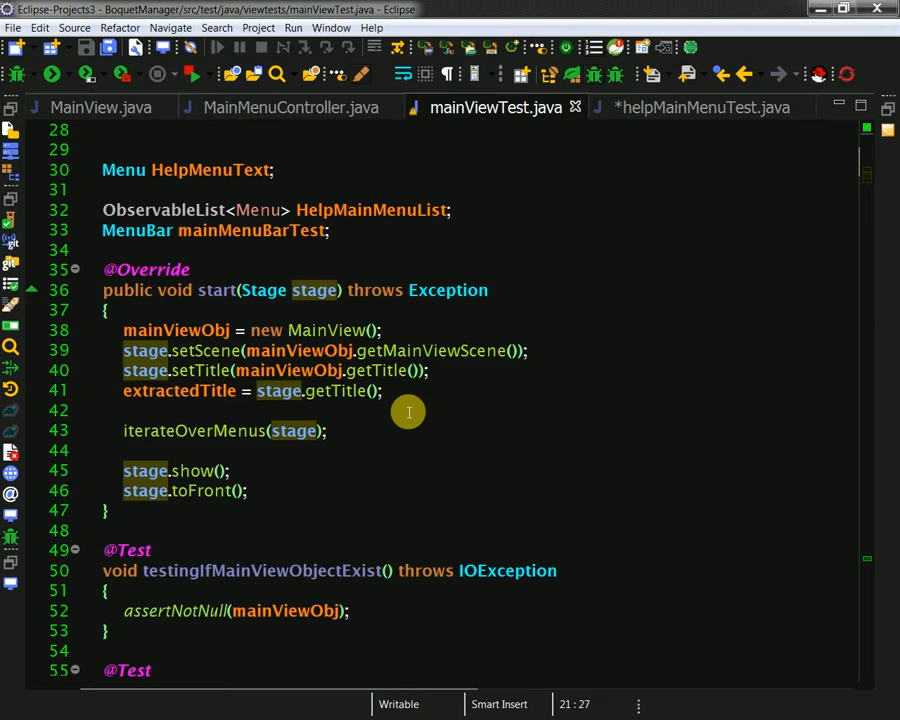 Eclipse-Projects3 - BoquetManager/src/test/java/viewtests/mainViewTest.java - Eclipse
File Edit Source Refactor Navigate Search Project Run Window Help
MainView.java MainMenuController.java mainViewTest.java *helpMainMenuTest.java
28
29
30 Menu HelpMenuText;
31
32 ObservableList<Menu> HelpMainMenuList;
33 MenuBar mainMenuBarTest;
34
35 @Override
36 public void start(Stage stage) throws Exception
37 {
38 mainViewObj = new MainView();
39 stage.setScene(mainViewObj.getMainViewScene());
40 stage.setTitle(mainViewObj.getTitle());
41 extractedTitle = stage.getTitle();
42
43 iterateOverMenus(stage);
44
45 stage.show();
46 stage.toFront();
47 }
48
49 @Test
50 void testingIfMainViewObjectExist() throws IOException
51 {
52 assertNotNull(mainViewObj);
53 }
54
55 @Test
Writable Smart Insert 21 : 27